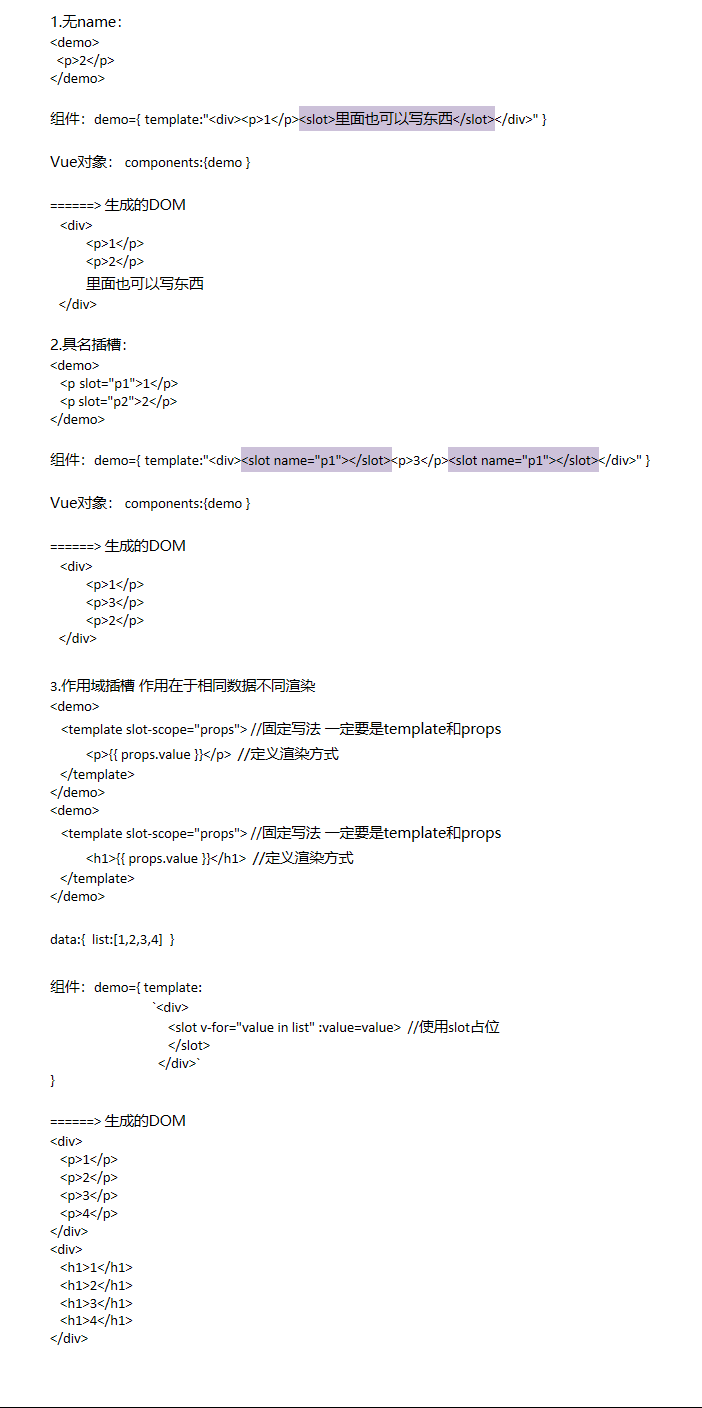 1.无name：
<demo>
<p>2</p>
</demo>
组件：demo={ template:"<div><p>1</p><slot>里面也可以写东西</slot></div>" }
Vue对象： components:{demo }
======> 生成的DOM
<div>
<p>1</p>
<p>2</p>
里面也可以写东西
</div>
2.具名插槽：
<demo>
<p slot="p1">1</p>
<p slot="p2">2</p>
</demo>
组件：demo={ template:"<div><slot name="p1"></slot><p>3</p><slot name="p1"></slot></div>" }
Vue对象： components:{demo }
======> 生成的DOM
<div>
<p>1</p>
<p>3</p>
<p>2</p>
</div>
3.作用域插槽 作用在于相同数据不同渲染
<demo>
<template slot-scope="props"> //固定写法 一定要是template和props
<p>{{ props.value }}</p> //定义渲染方式
</template>
</demo>
<demo>
<template slot-scope="props"> //固定写法 一定要是template和props
<h1>{{ props.value }}</h1> //定义渲染方式
</template>
</demo>
data:{ list:[1,2,3,4] }
组件：demo={ template:
`<div>
<slot v-for="value in list" :value=value> //使用slot占位
</slot>
</div>`
}
======> 生成的DOM
<div>
<p>1</p>
<p>2</p>
<p>3</p>
<p>4</p>
</div>
<div>
<h1>1</h1>
<h1>2</h1>
<h1>3</h1>
<h1>4</h1>
</div>